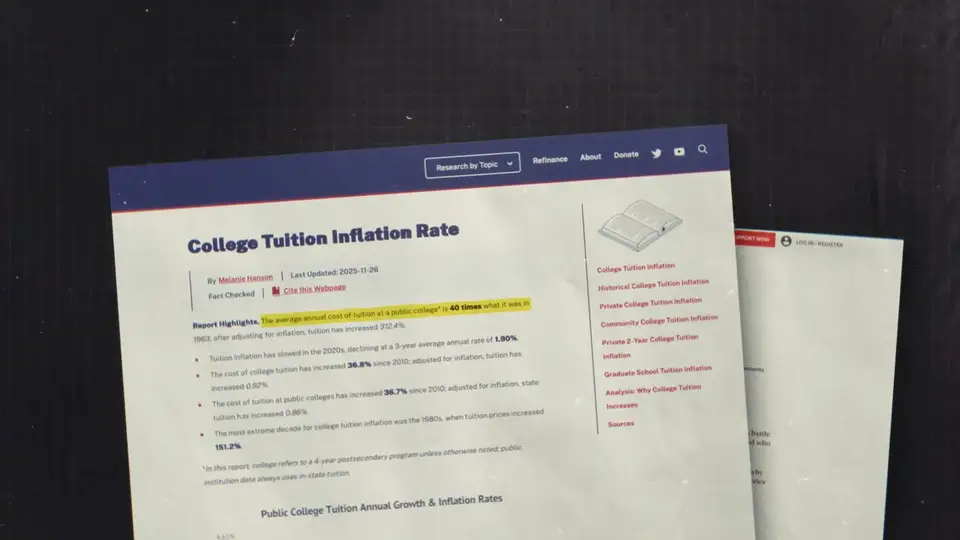 Research by Topic Refinance About Donate
College Tuition Inflation Rate
By Melanie Hanson Last Updated: 2025-11-26
Fact Checked Cite this Webpage
Report Highlights. The average annual cost of tuition at a public college* is 40 times what it was in
1963; after adjusting for inflation, tuition has increased 312.4%.
Tuition inflation has slowed in the 2020s, declining at a 3-year average annual rate of 1.90%.
The cost of college tuition has increased 36.8% since 2010; adjusted for inflation, tuition has
increased 0.92%.
The cost of tuition at public colleges has increased 36.7% since 2010; adjusted for inflation, state
tuition has increased 0.88%.
The most extreme decade for college tuition inflation was the 1980s, when tuition prices increased
151.2%.
*In this report, college refers to a 4-year postsecondary program unless otherwise noted; public
institution data always uses in-state tuition.
Public College Tuition Annual Growth & Inflation Rates
College Tuition Inflation
Historical College Tuition Inflation
Private College Tuition Inflation
Community College Tuition Inflation
Private 2-Year College Tuition
Inflation
Graduate School Tuition Inflation
Analysis: Why College Tuition
Increases
Sources
PPORT NOW LOG IN / REGISTER
battle
d who
why